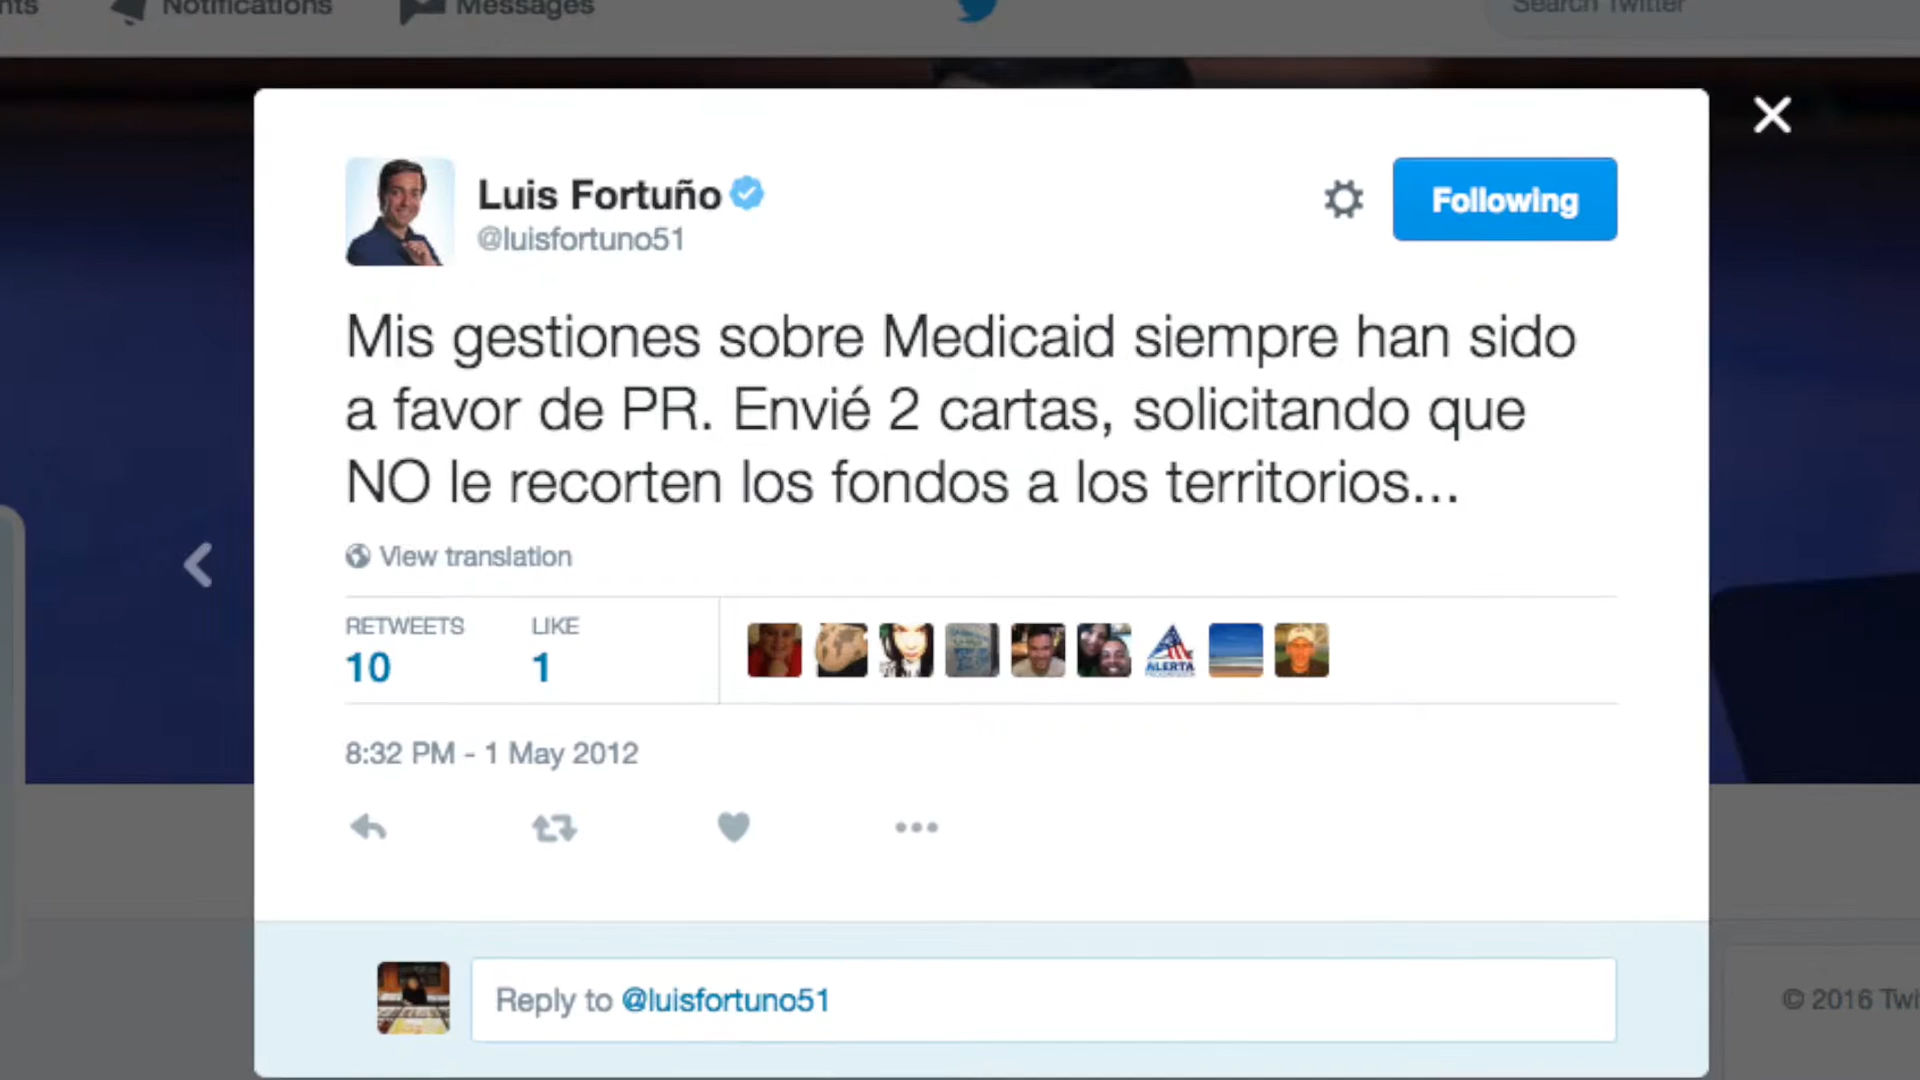 nts
Notifications
Messages
Search Twitter
Luis Fortuño
@luisfortuno51
Following
Mis gestiones sobre Medicaid siempre han sido
a favor de PR. Envié 2 cartas, solicitando que
NO le recorten los fondos a los territorios...
View translation
RETWEETS
LIKE
10
1
ALERTA
8:32 PM - 1 May 2012
Reply to @luisfortuno51
© 2016 Twi